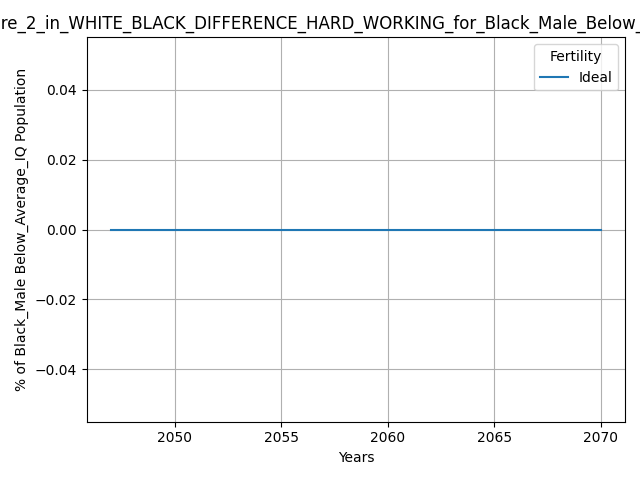 re_2_in_WHITE_BLACK_DIFFERENCE_HARD_WORKING_for_Black_Male_Below_
Fertility
Ideal
0.04
0.02
0.00
−0.02
−0.04
% of Black_Male Below_Average_IQ Population
2050 2055 2060 2065 2070
Years